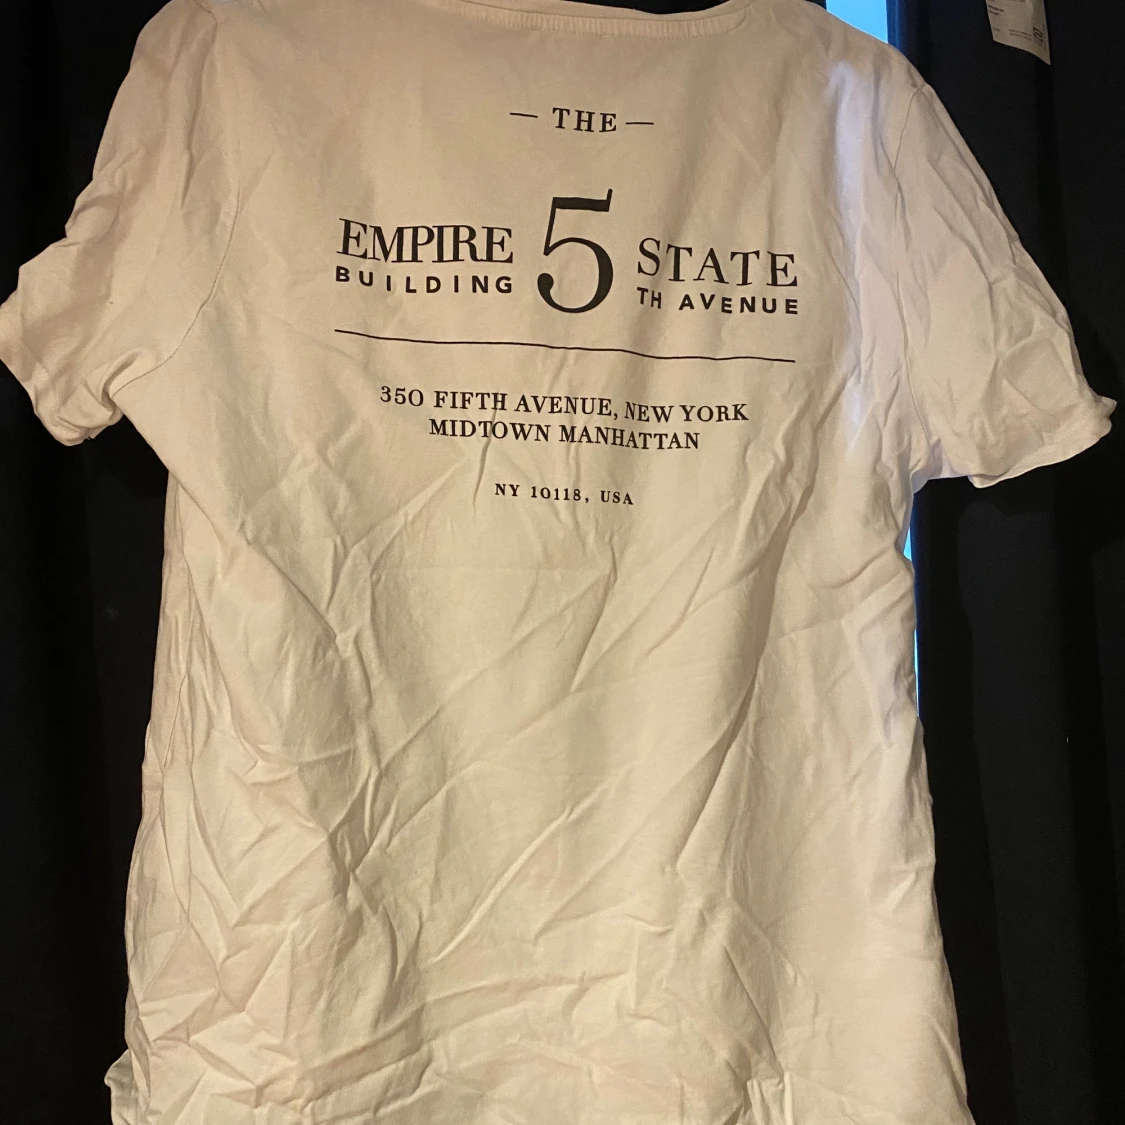 — THE —
EMPIRE 5 STATE
BUILDING TH AVENUE
350 FIFTH AVENUE, NEW YORK
MIDTOWN MANHATTAN
NY 10118, USA